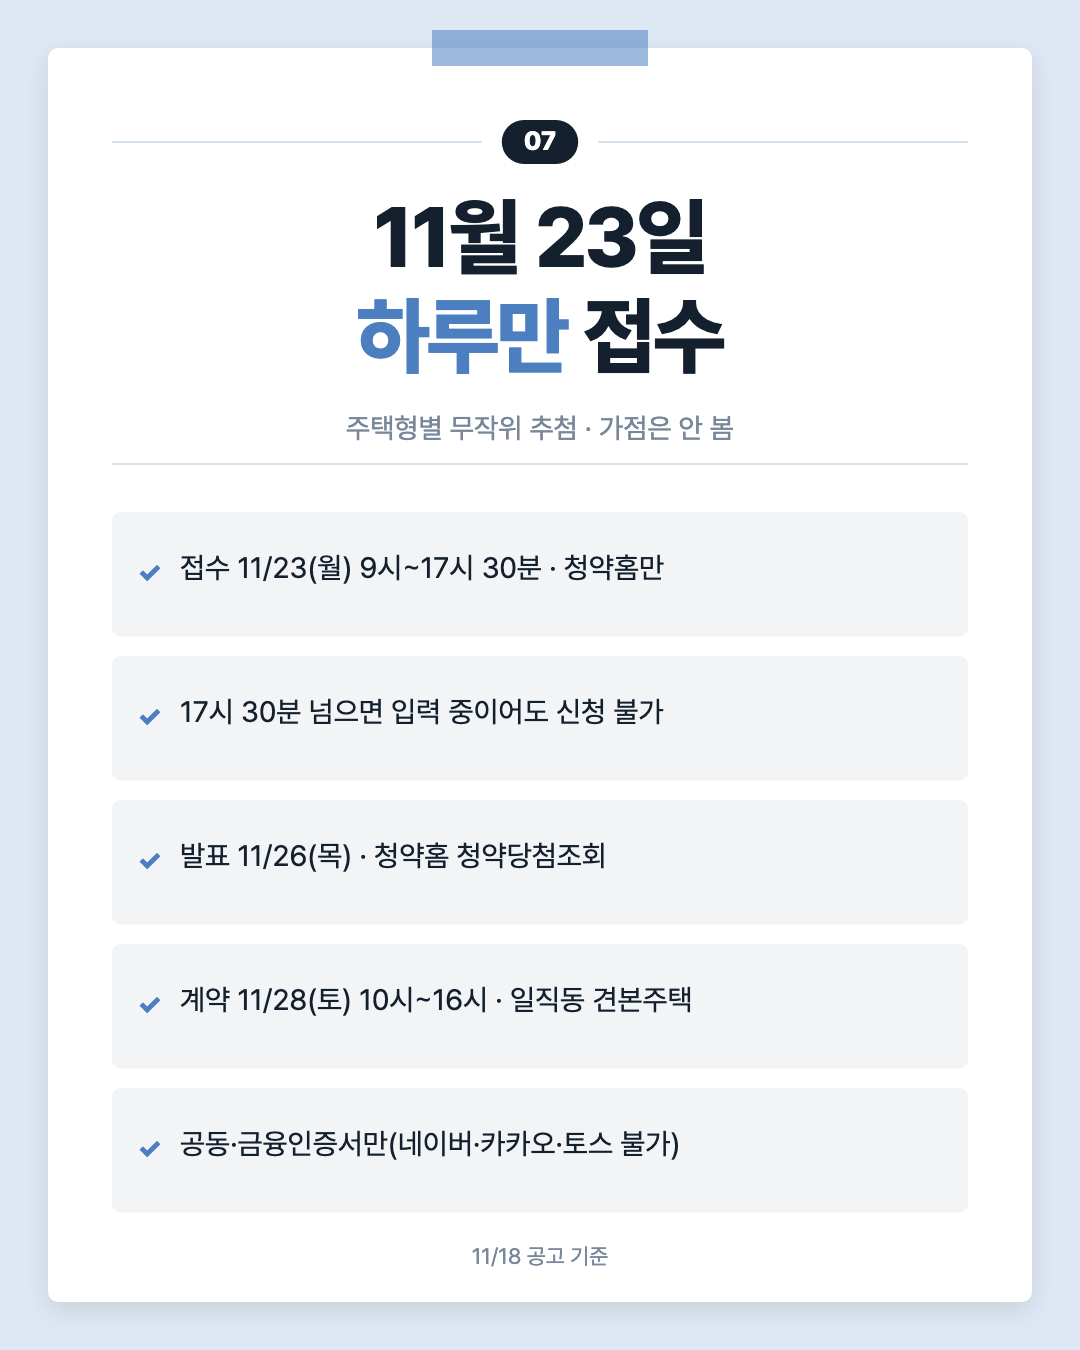 07
11월 23일
하루만 접수
주택형별 무작위 추첨 · 가점은 안 봄
접수 11/23(월) 9시~17시 30분 · 청약홈만
17시 30분 넘으면 입력 중이어도 신청 불가
발표 11/26(목) · 청약홈 청약당첨조회
계약 11/28(토) 10시~16시 · 일직동 견본주택
공동·금융인증서만(네이버·카카오·토스 불가)
11/18 공고 기준